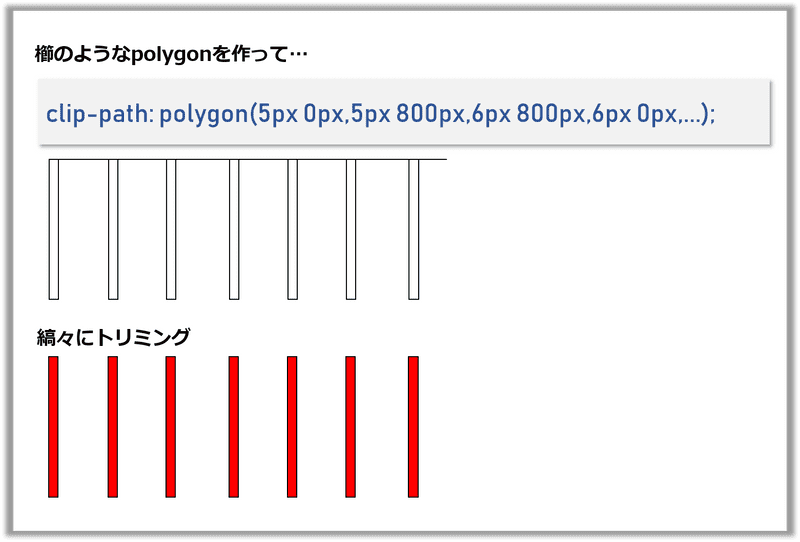 櫛のようなpolygonを作って…
clip-path: polygon(5px 0px,5px 800px,6px 800px,6px 0px,...);
縞々にトリミング